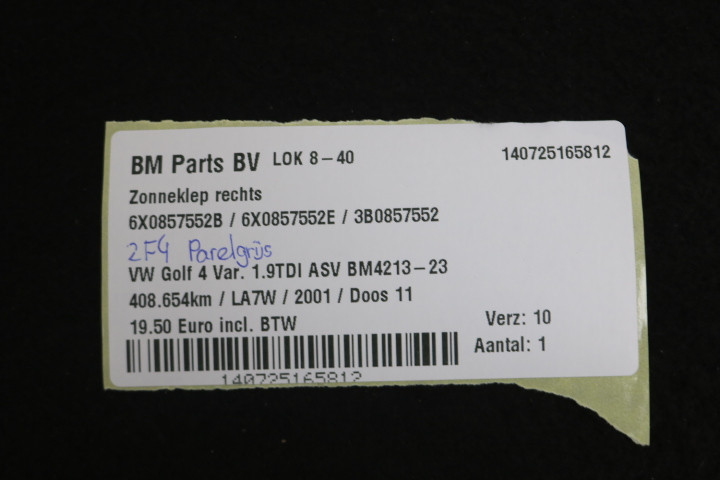 BM Parts BV LOK 8-40 140725165812
Zonneklep rechts
6X0857552B / 6X0857552E / 3B0857552
2F4 Parelgrijs
VW Golf 4 Var. 1.9TDI ASV BM4213-23
408.654km / LA7W / 2001 / Doos 11
19.50 Euro incl. BTW Verz: 10
Aantal: 1
140725165812